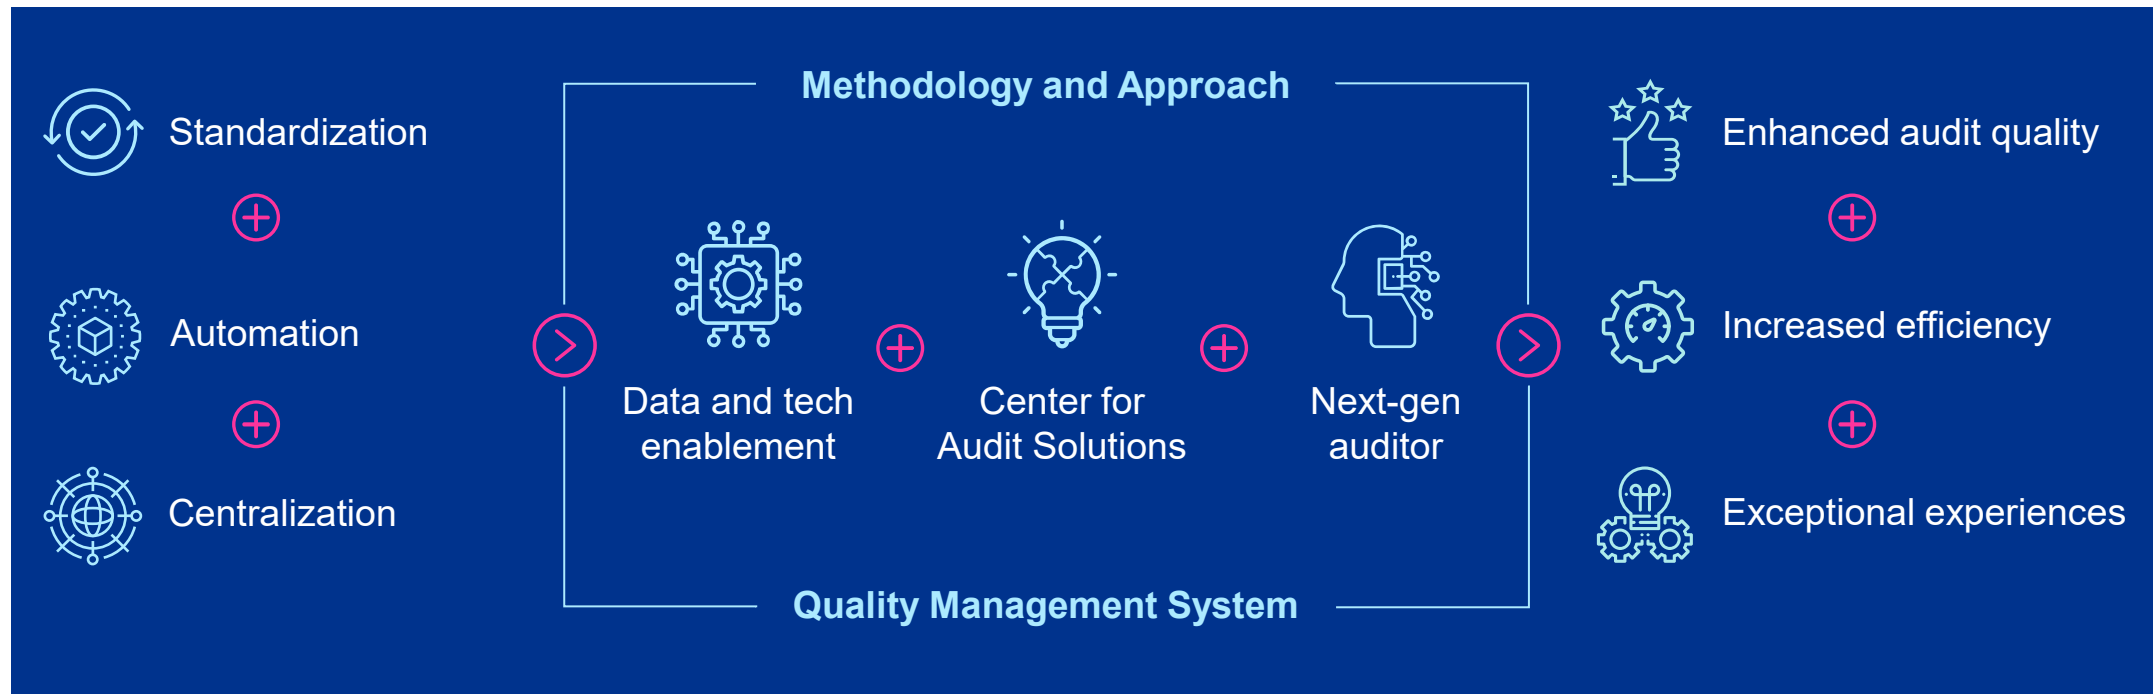 Standardization
Automation
Centralization
Methodology and Approach
Data and tech
enablement
Center for
Audit Solutions
Next-gen
auditor
Quality Management System
Enhanced audit quality
Increased efficiency
Exceptional experiences